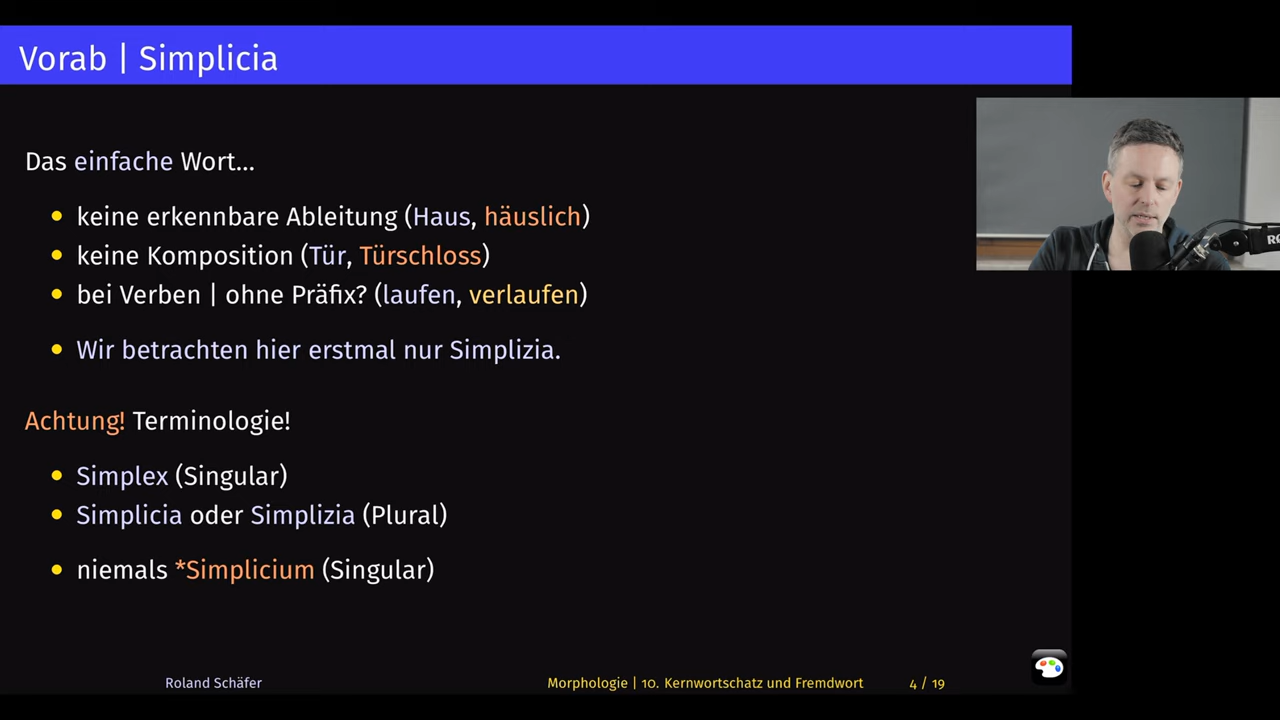 Vorab | Simplicia
Das einfache Wort...
• keine erkennbare Ableitung (Haus, häuslich)
• keine Komposition (Tür, Türschloss)
• bei Verben | ohne Präfix? (laufen, verlaufen)
• Wir betrachten hier erstmal nur Simplizia.
Achtung! Terminologie!
• Simplex (Singular)
• Simplicia oder Simplizia (Plural)
• niemals *Simplicium (Singular)
Roland Schäfer
Morphologie | 10. Kernwortschatz und Fremdwort
4 / 19